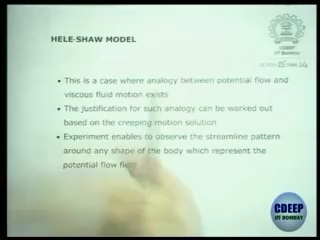 HELE-SHAW MODEL
CDEEP
IIT Bombay
• This is a case where analogy between potential flow and
viscous fluid motion exists
• The justification for such analogy can be worked out
based on the creeping motion solution
• Experiment enables to observe the streamline pattern
around any shape of the body which represent the
potential flow
CDEEP
IIT BOMBAY